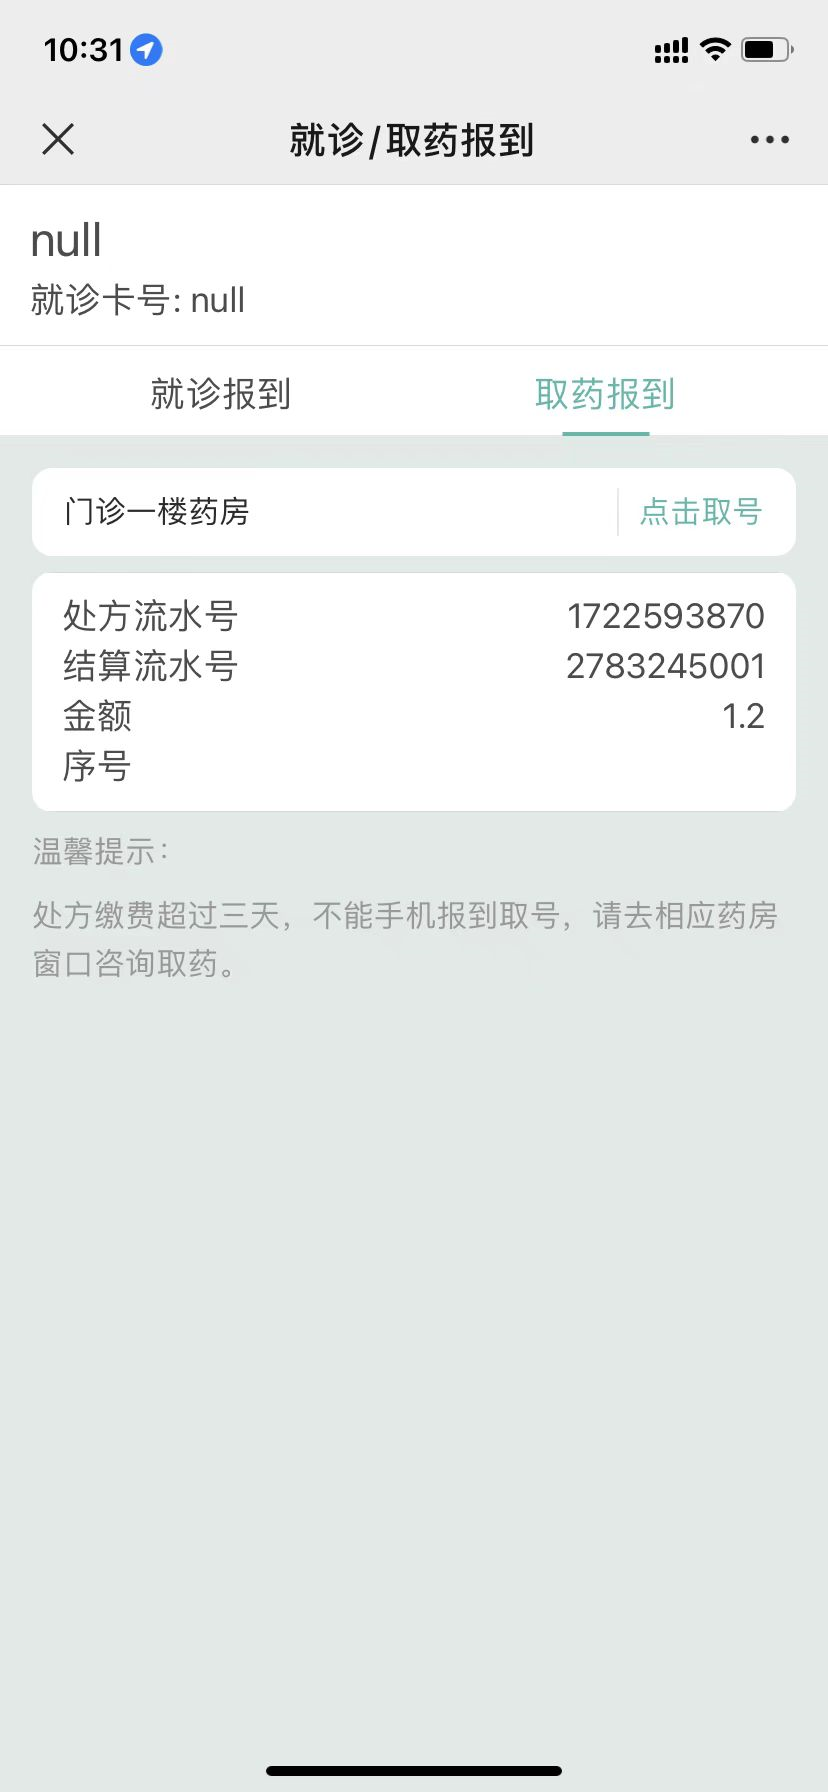 10:31
就诊/取药报到
null
就诊卡号: null
就诊报到 取药报到
门诊一楼药房 点击取号
处方流水号 1722593870
结算流水号 2783245001
金额 1.2
序号
温馨提示：
处方缴费超过三天，不能手机报到取号，请去相应药房
窗口咨询取药。